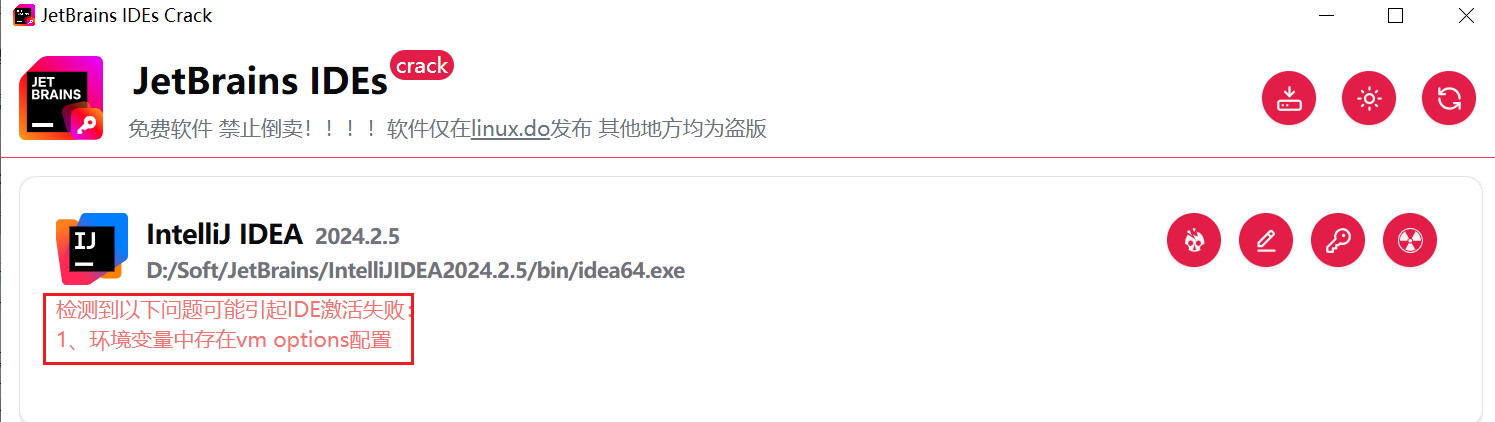 JetBrains IDEs Crack
JET
BRAINS
JetBrains IDEs crack
免费软件 禁止倒卖！！！！ 软件仅在linux.do发布 其他地方均为盗版
IJ
IntelliJ IDEA 2024.2.5
D:/Soft/JetBrains/IntelliJIDEA2024.2.5/bin/idea64.exe
检测到以下问题可能引起IDE激活失败：
1、环境变量中存在vm options配置